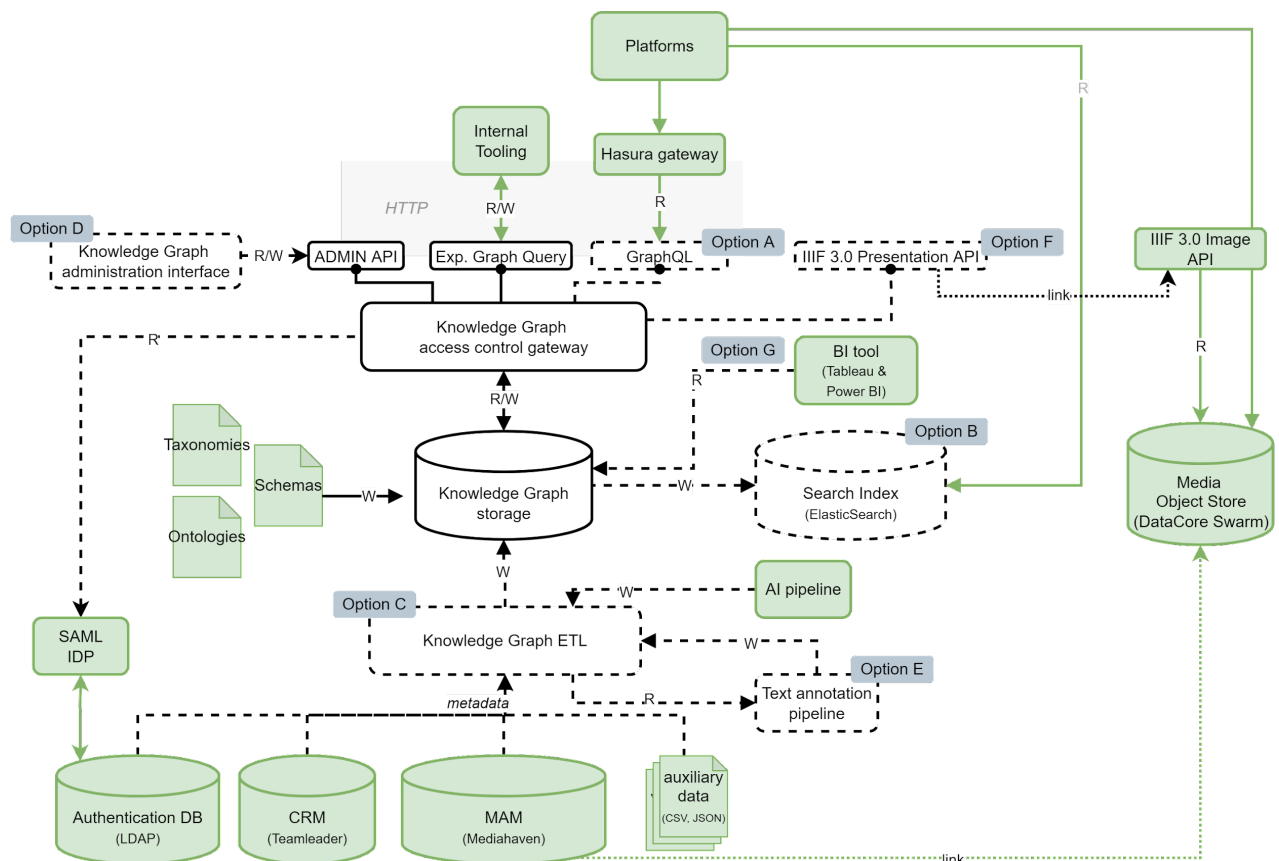 Platforms
R
Internal
Tooling
Hasura gateway
HTTP
R/W
R
Option D
Knowledge Graph
administration interface
R/W
ADMIN API
Exp. Graph Query
Option A
GraphQL
Option F
IIIF 3.0 Presentation API
IIIF 3.0 Image
API
link
Knowledge Graph
access control gateway
R
R
Option G
BI tool
(Tableau &
Power BI)
R
R/W
Taxonomies
Schemas
Ontologies
W
Knowledge Graph
storage
W
Option B
Search Index
(ElasticSearch)
Media
Object Store
(DataCore Swarm)
W
AI pipeline
W
Option C
Knowledge Graph ETL
W
Option E
Text annotation
pipeline
R
SAML
IDP
metadata
Authentication DB
(LDAP)
CRM
(Teamleader)
MAM
(Mediahaven)
auxiliary
data
(CSV, JSON)
link